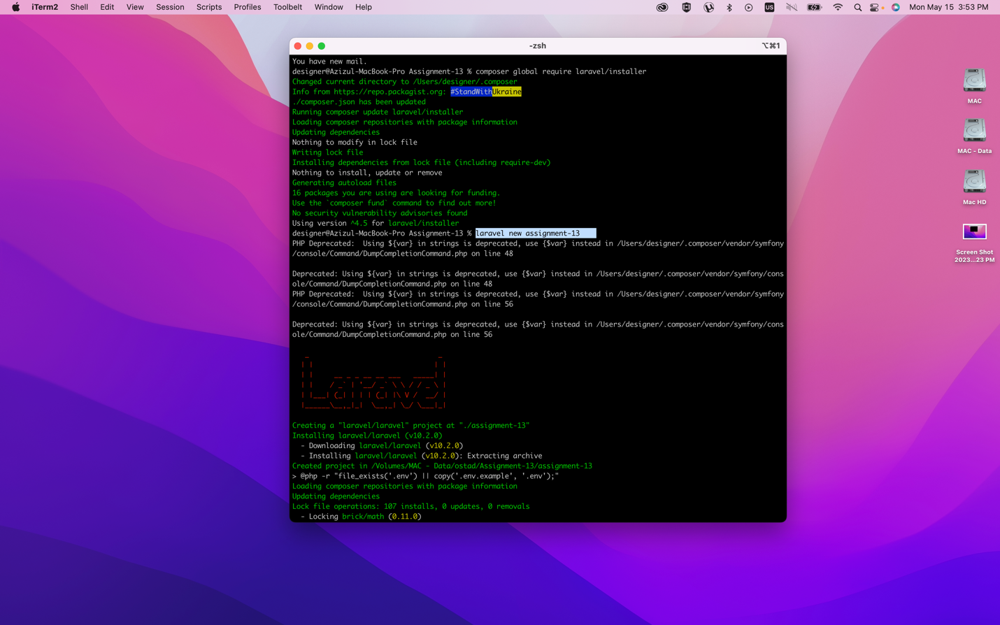 iTerm2 Shell Edit View Session Scripts Profiles Toolbelt Window Help US Mon May 15 3:53 PM
-zsh ⌥⌘1
You have new mail.
designer@Azizul-MacBook-Pro Assignment-13 % composer global require laravel/installer
Changed current directory to /Users/designer/.composer
Info from https://repo.packagist.org: #StandWithUkraine
./composer.json has been updated
Running composer update laravel/installer
Loading composer repositories with package information
Updating dependencies
Nothing to modify in lock file
Writing lock file
Installing dependencies from lock file (including require-dev)
Nothing to install, update or remove
Generating autoload files
16 packages you are using are looking for funding.
Use the `composer fund` command to find out more!
No security vulnerability advisories found
Using version ^4.5 for laravel/installer
designer@Azizul-MacBook-Pro Assignment-13 % laravel new assignment-13
PHP Deprecated:  Using ${var} in strings is deprecated, use {$var} instead in /Users/designer/.composer/vendor/symfony
/console/Command/DumpCompletionCommand.php on line 48
Deprecated: Using ${var} in strings is deprecated, use {$var} instead in /Users/designer/.composer/vendor/symfony/cons
ole/Command/DumpCompletionCommand.php on line 48
PHP Deprecated:  Using ${var} in strings is deprecated, use {$var} instead in /Users/designer/.composer/vendor/symfony
/console/Command/DumpCompletionCommand.php on line 56
Deprecated: Using ${var} in strings is deprecated, use {$var} instead in /Users/designer/.composer/vendor/symfony/cons
ole/Command/DumpCompletionCommand.php on line 56
Laravel
Creating a "laravel/laravel" project at "./assignment-13"
Installing laravel/laravel (v10.2.0)
  - Downloading laravel/laravel (v10.2.0)
  - Installing laravel/laravel (v10.2.0): Extracting archive
Created project in /Volumes/MAC - Data/ostad/Assignment-13/assignment-13
> @php -r "file_exists('.env') || copy('.env.example', '.env');"
Loading composer repositories with package information
Updating dependencies
Lock file operations: 107 installs, 0 updates, 0 removals
  - Locking brick/math (0.11.0)
MAC
MAC - Data
Mac HD
Screen Shot
2023...23 PM